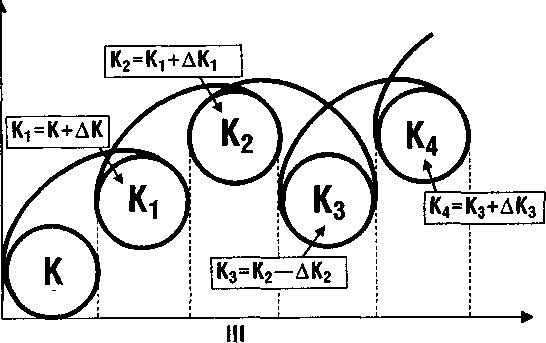 K₂=K₁+ΔK₁
K₁=K+ΔK
K
K₁
K₂
K₃
K₄
K₄=K₃+ΔK₃
K₃=K₂—ΔK₂
III